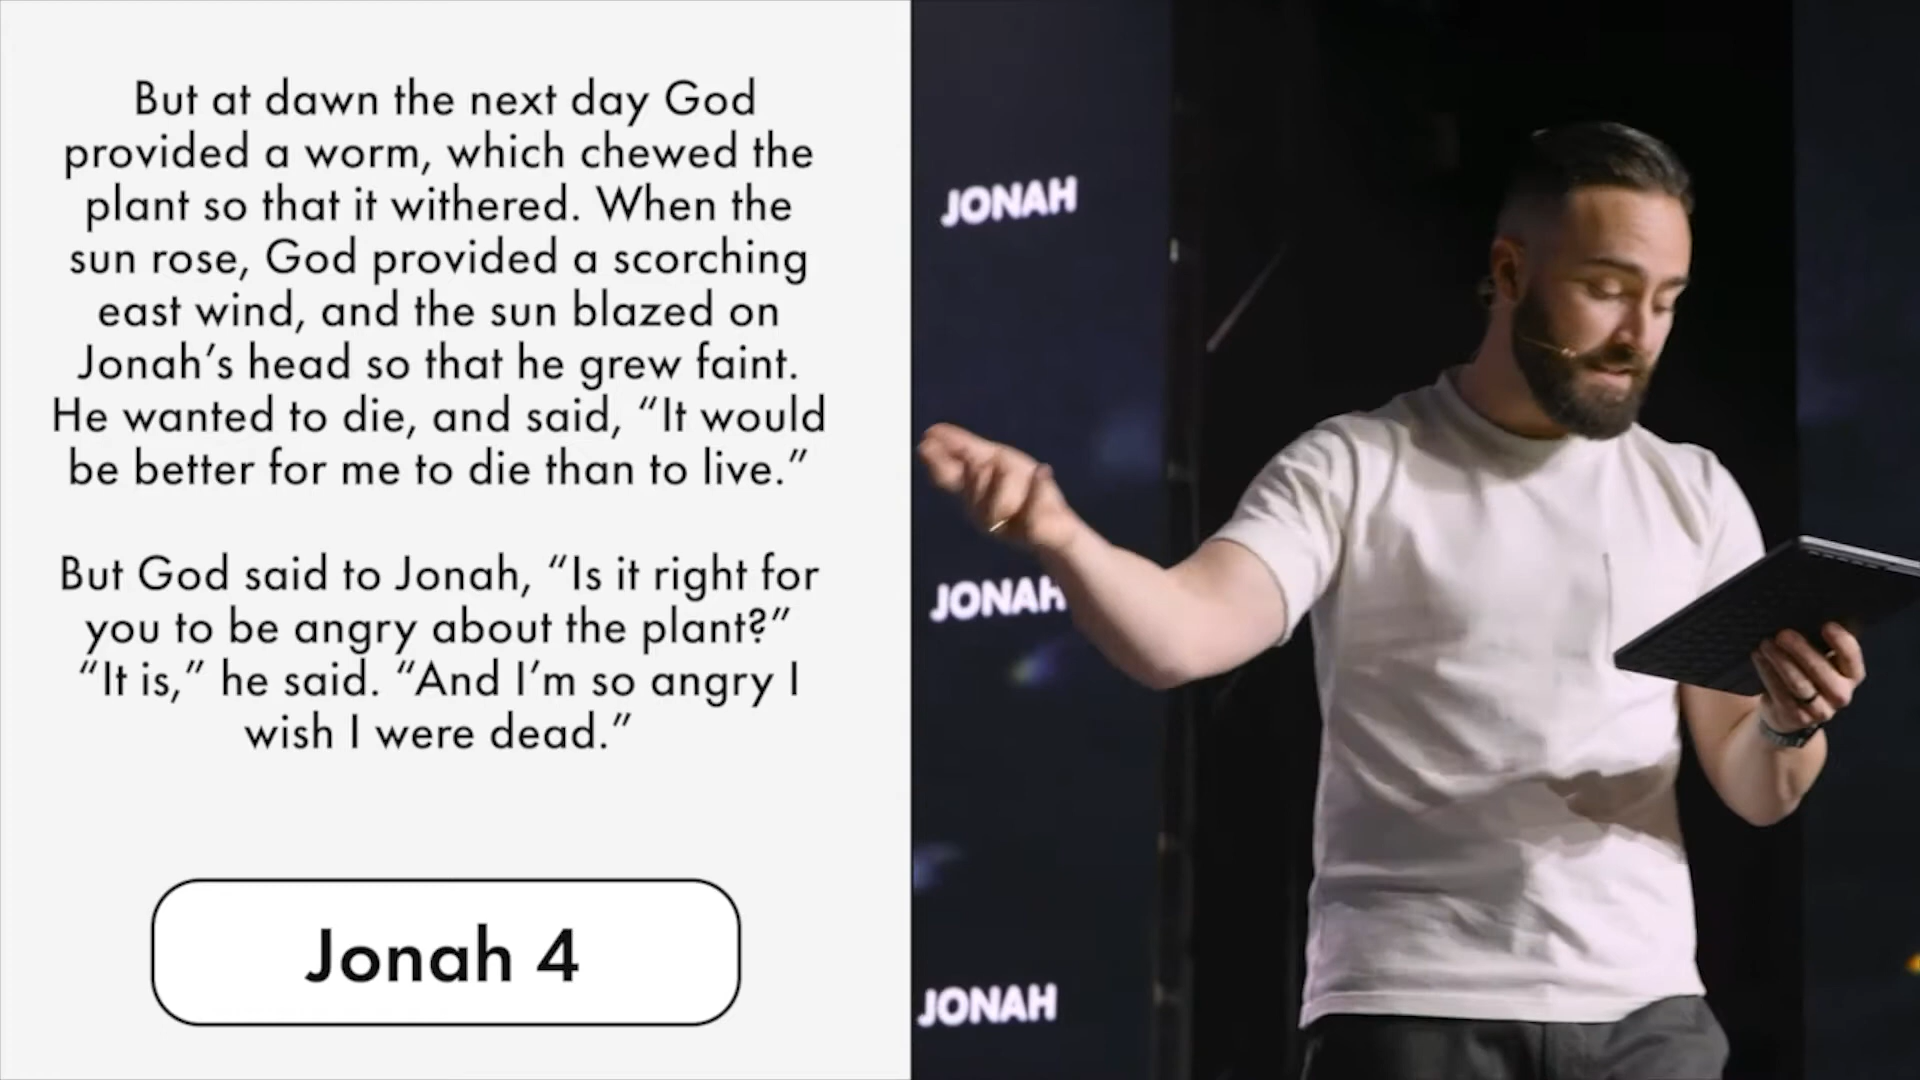 But at dawn the next day God
provided a worm, which chewed the
plant so that it withered. When the
sun rose, God provided a scorching
east wind, and the sun blazed on
Jonah’s head so that he grew faint.
He wanted to die, and said, “It would
be better for me to die than to live.”
But God said to Jonah, “Is it right for
you to be angry about the plant?”
“It is,” he said. “And I’m so angry I
wish I were dead.”
Jonah 4
JONAH
JONAH
JONAH